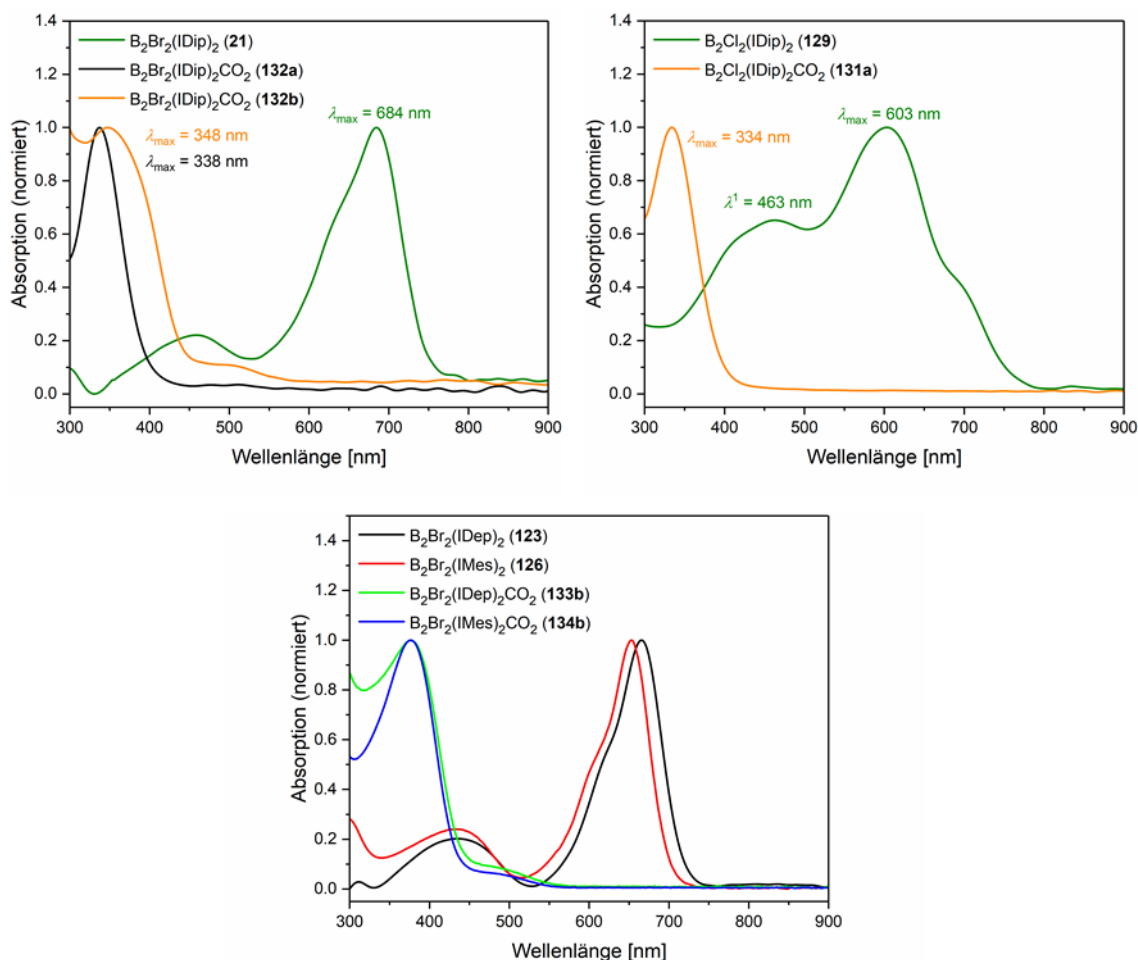 B₂Br₂(IDip)₂ (21)
B₂Br₂(IDip)₂CO₂ (132a)
B₂Br₂(IDip)₂CO₂ (132b)
λmax = 684 nm
λmax = 348 nm
λmax = 338 nm
1.4
1.2
1.0
0.8
0.6
0.4
0.2
0.0
Absorption (normiert)
300 400 500 600 700 800 900
Wellenlänge [nm]
B₂Cl₂(IDip)₂ (129)
B₂Cl₂(IDip)₂CO₂ (131a)
λmax = 603 nm
λmax = 334 nm
λ¹ = 463 nm
1.4
1.2
1.0
0.8
0.6
0.4
0.2
0.0
Absorption (normiert)
300 400 500 600 700 800 900
Wellenlänge [nm]
B₂Br₂(IDep)₂ (123)
B₂Br₂(IMes)₂ (126)
B₂Br₂(IDep)₂CO₂ (133b)
B₂Br₂(IMes)₂CO₂ (134b)
1.4
1.2
1.0
0.8
0.6
0.4
0.2
0.0
Absorption (normiert)
300 400 500 600 700 800 900
Wellenlänge [nm]